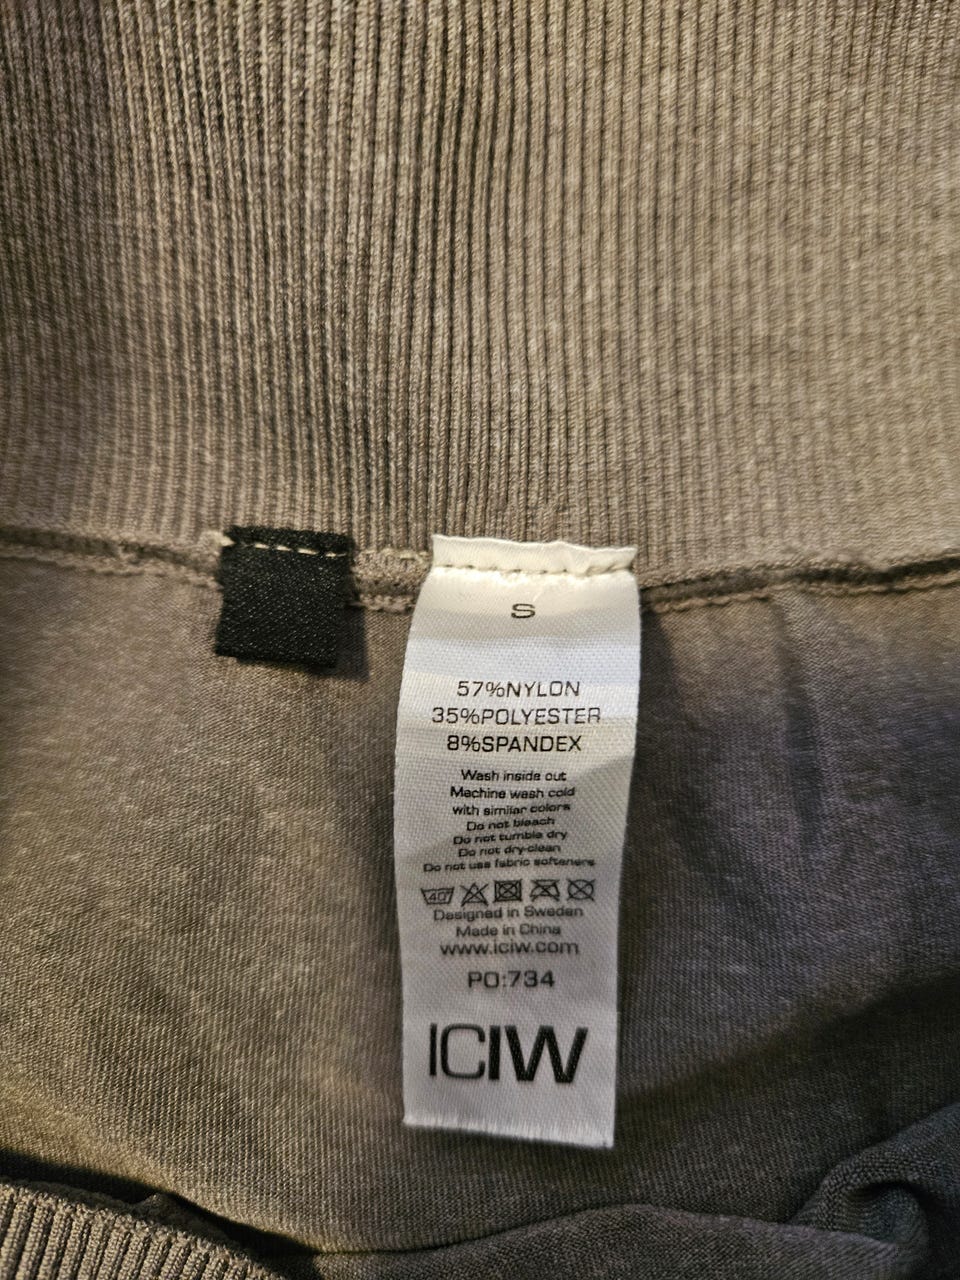 S
57%NYLON
35%POLYESTER
8%SPANDEX
Wash inside out
Machine wash cold
with similar colors
Do not bleach
Do not tumble dry
Do not dry-clean
Do not use fabric softeners
40°
Designed in Sweden
Made in China
www.iciw.com
PO:734
ICIW